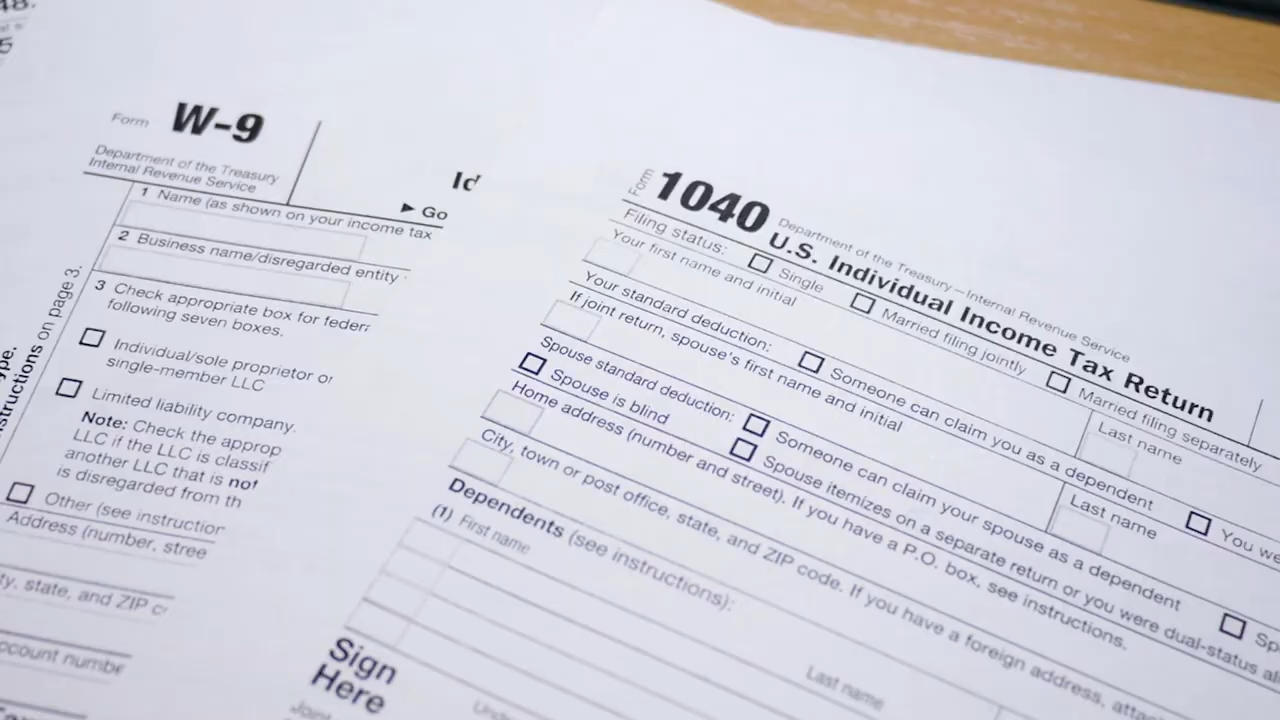 Form W-9
Department of the Treasury
Internal Revenue Service
► Go
1 Name (as shown on your income tax
2 Business name/disregarded entity
3 Check appropriate box for
following seven boxes.
Individual/sole proprietor or
single-member LLC
Limited liability company.
Note: Check the approp
LLC if the LLC is classif
another LLC that is not
is disregarded from th
Other (see instruction
Address (number, stree
state, and ZIP
on page 3.
Form 1040
Department of the Treasury—Internal Revenue Service
U.S. Individual Income Tax Return
Filing status:
Single
Married filing jointly
Married filing separately
Your first name and initial
Last name
Your standard deduction:
Someone can claim you as a dependent
You we
If joint return, spouse's first name and initial
Last name
Spouse standard deduction:
Someone can claim your spouse as a dependent
Sp
Spouse is blind
Spouse itemizes on a separate return or you were dual-status
Home address (number and street). If you have a P.O. box, see instructions.
City, town or post office, state, and ZIP code. If you have a foreign address,
Dependents (see instructions):
(1) First name
Last name
Sign
Here